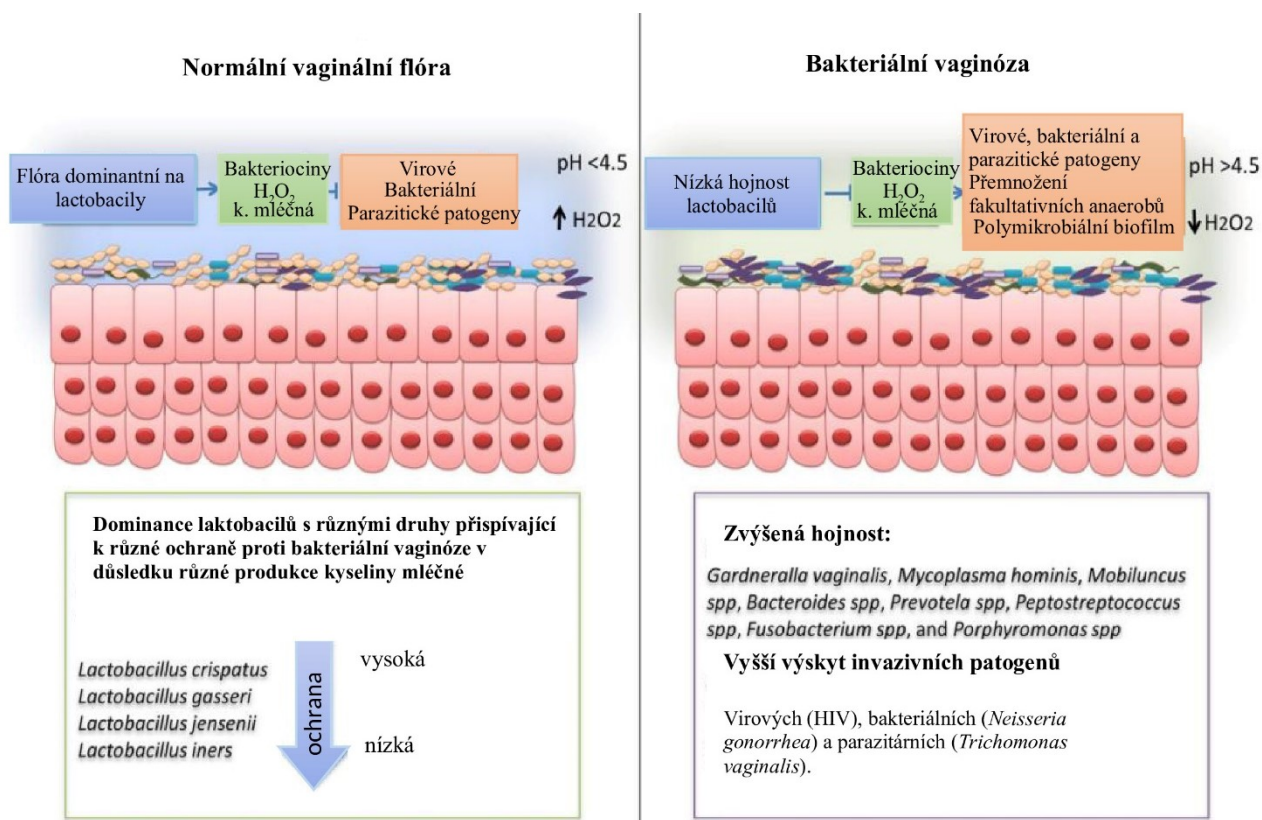 Normální vaginální flóra
Flóra dominantní na
lactobacily
Bakteriociny
H₂O₂
k. mléčná
Virové
Bakteriální
Parazitické patogeny
pH <4.5
↑ H2O2
Dominance laktobacilů s různými druhy přispívající
k různé ochraně proti bakteriální vaginóze v
důsledku různé produkce kyseliny mléčné
Lactobacillus crispatus
Lactobacillus gasseri
Lactobacillus jensenii
Lactobacillus iners
ochrana
vysoká
nízká
Bakteriální vaginóza
Nízká hojnost
lactobacilů
Bakteriociny
H₂O₂
k. mléčná
Virové, bakteriální a
parazitické patogeny
Přemnožení
fakultativních anaerobů
Polymikrobiální biofilm
pH >4.5
↓ H2O2
Zvýšená hojnost:
Gardneralla vaginalis, Mycoplasma hominis, Mobiluncus
spp, Bacteroides spp, Prevotela spp, Peptostreptococcus
spp, Fusobacterium spp, and Porphyromonas spp
Vyšší výskyt invazivních patogenů
Virových (HIV), bakteriálních (Neisseria
gonorrhea) a parazitárních (Trichomonas
vaginalis).